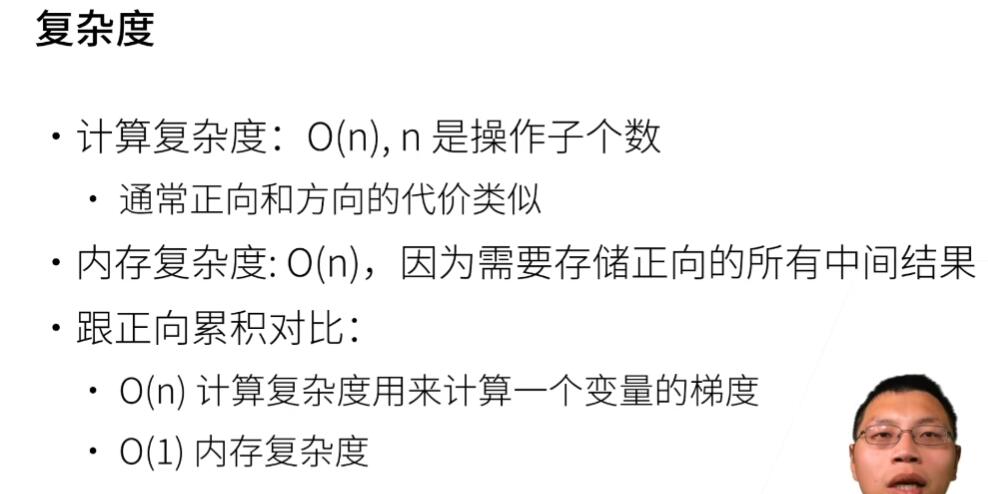 复杂度
• 计算复杂度：O(n), n 是操作子个数
• 通常正向和方向的代价类似
• 内存复杂度: O(n)，因为需要存储正向的所有中间结果
• 跟正向累积对比：
• O(n) 计算复杂度用来计算一个变量的梯度
• O(1) 内存复杂度